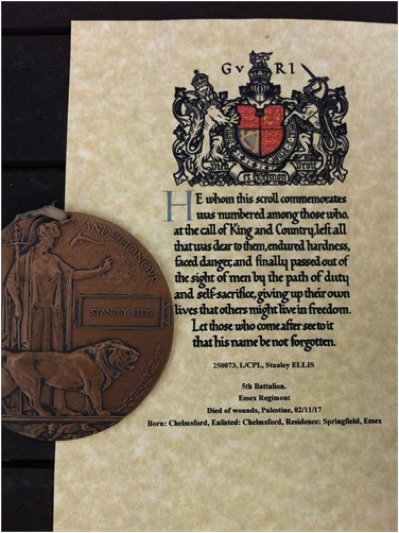 G V R I
HE whom this scroll commemorates
was numbered among those who,
at the call of King and Country, left all
that was dear to them, endured hardness,
faced danger, and finally passed out of
the sight of men by the path of duty
and self-sacrifice, giving up their own
lives that others might live in freedom.
Let those who come after see to it
that his name be not forgotten.
250073, L/CPL, Stanley ELLIS
5th Battalion.
Essex Regiment
Died of wounds, Palestine, 02/11/17
Born: Chelmsford, Enlisted: Chelmsford, Residence: Springfield, Essex
AND HONOUR
STANLEY ELLIS